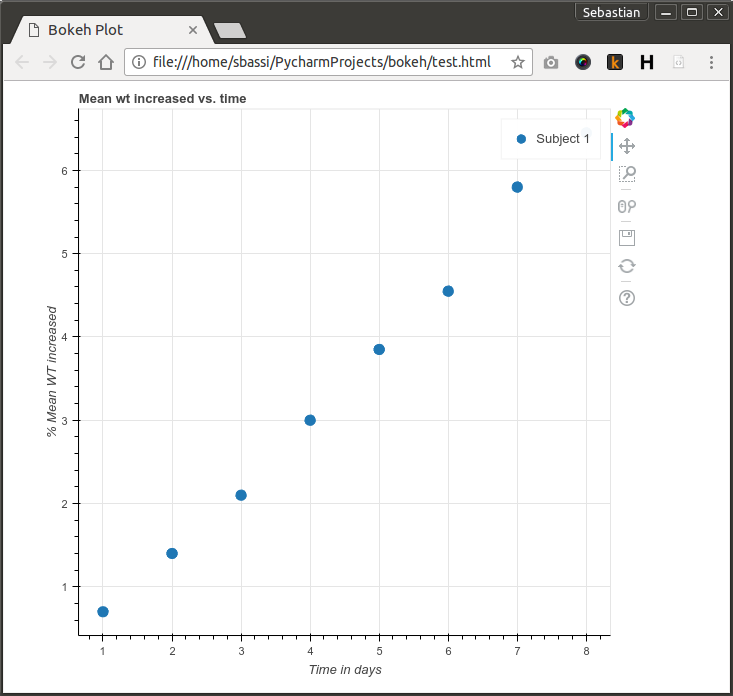 Sebastian
Bokeh Plot
file:///home/sbassi/PycharmProjects/bokeh/test.html
k
H
Mean wt increased vs. time
Subject 1
6
5
4
3
2
1
% Mean WT increased
1 2 3 4 5 6 7 8
Time in days